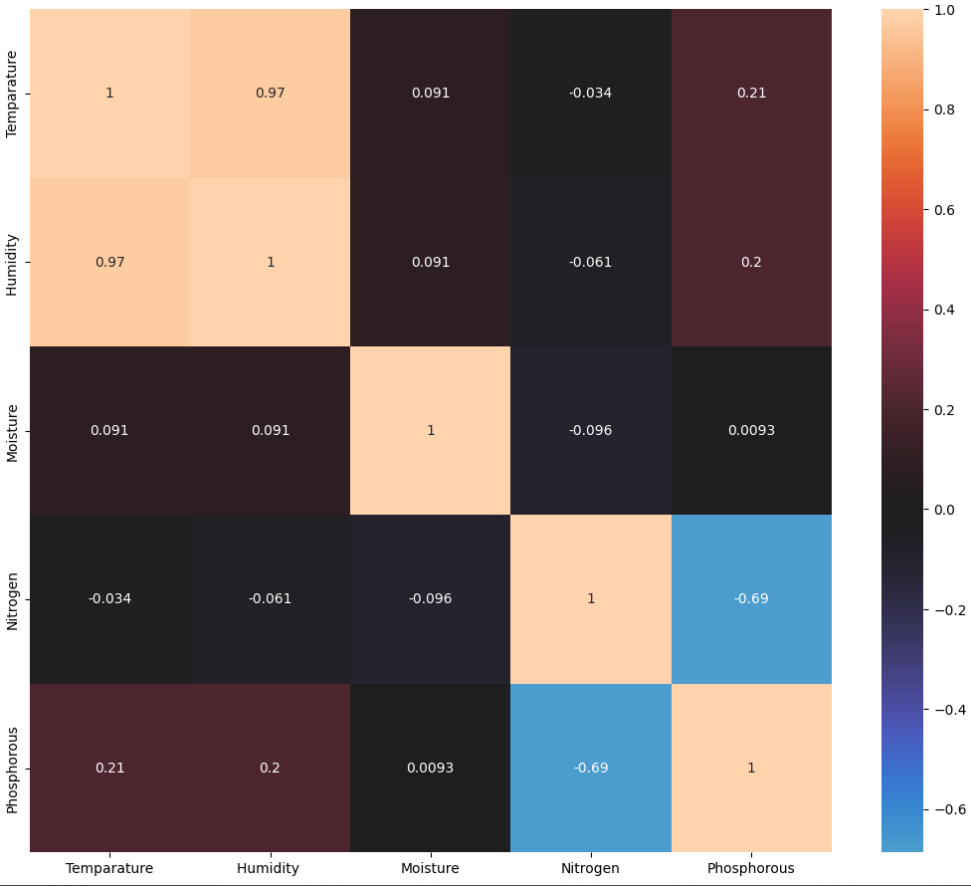 Temparature 1 0.97 0.091 -0.034 0.21
Humidity 0.97 1 0.091 -0.061 0.2
Moisture 0.091 0.091 1 -0.096 0.0093
Nitrogen -0.034 -0.061 -0.096 1 -0.69
Phosphorous 0.21 0.2 0.0093 -0.69 1
Temparature Humidity Moisture Nitrogen Phosphorous
1.0
0.8
0.6
0.4
0.2
0.0
−0.2
−0.4
−0.6